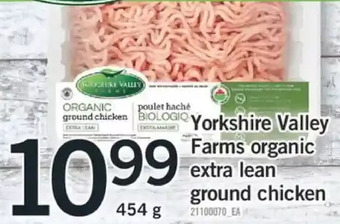 YORKSHIRE VALLEY
FARMS
ORGANIC
ground chicken
EXTRA LEAN
poulet haché
BIOLOGIQ
EXTRA MAIGRE
10.99
454 g
Yorkshire Valley
Farms organic
extra lean
ground chicken
21100070_EA